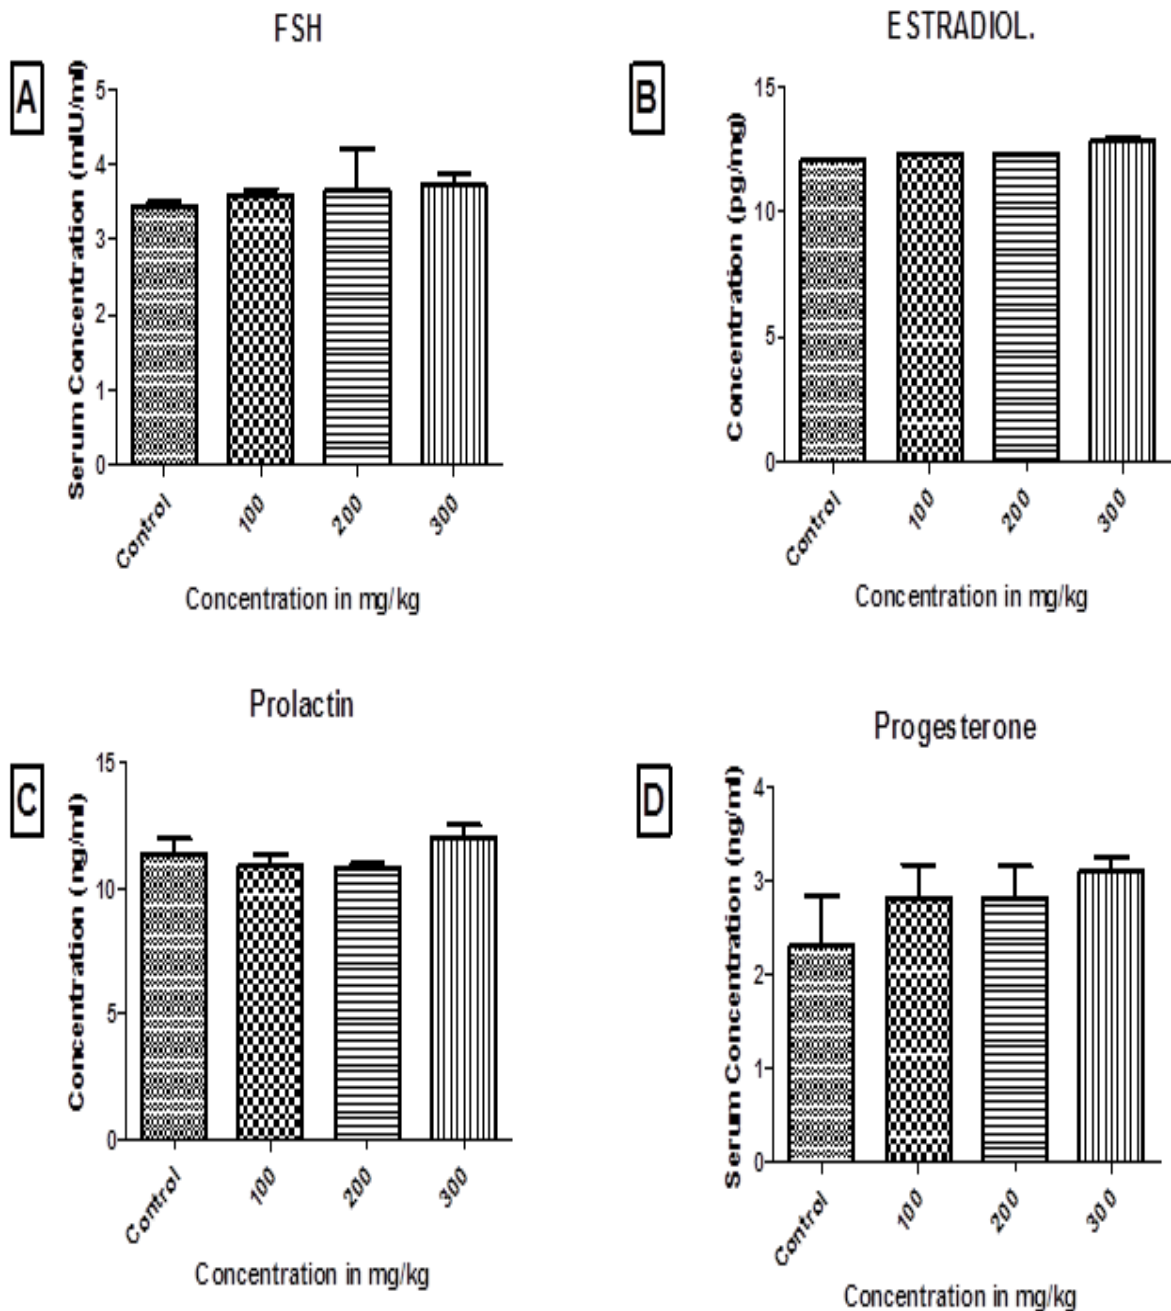 FSH
A
Serum Concentration (mIU/ml)
5
4
3
2
1
0
Control
100
200
300
Concentration in mg/kg
ESTRADIOL.
B
Concentration (pg/mg)
15
10
5
0
Control
100
200
300
Concentration in mg/kg
Prolactin
C
Concentration (ng/ml)
15
10
5
0
Control
100
200
300
Concentration in mg/kg
Progesterone
D
Serum Concentration (ng/ml)
4
3
2
1
0
Control
100
200
300
Concentration in mg/kg